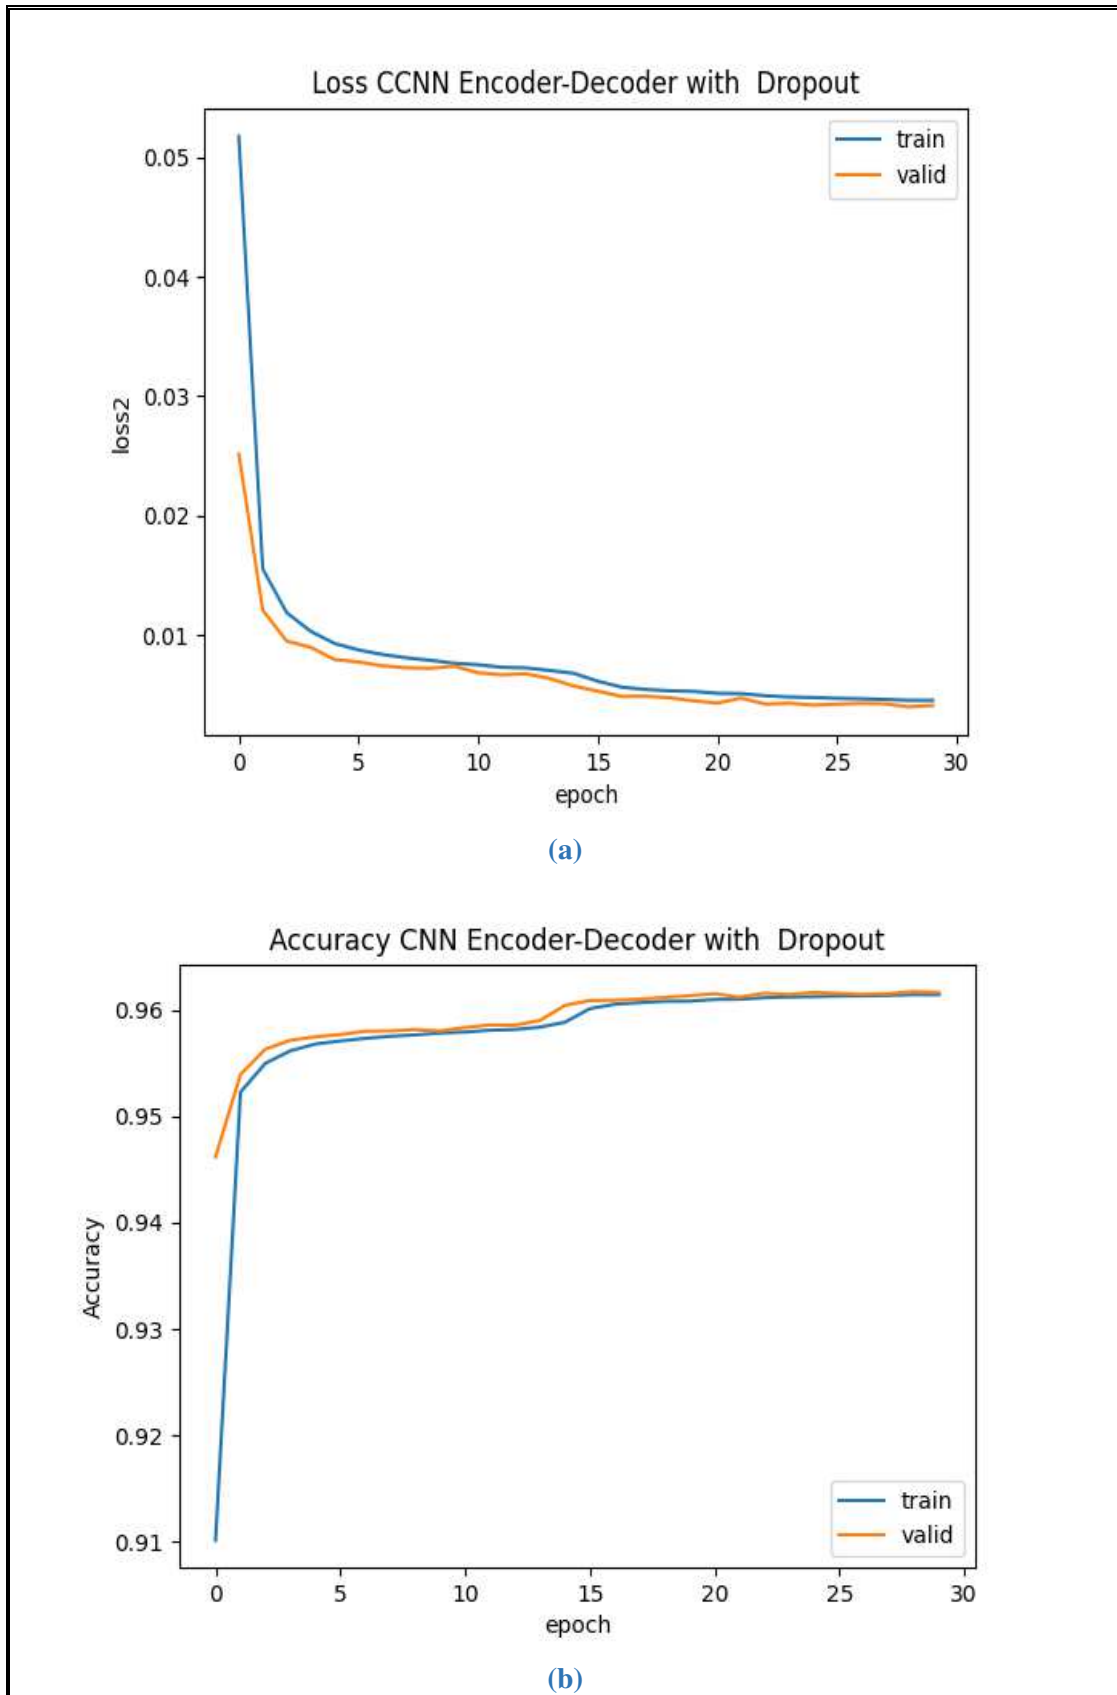 Loss CCNN Encoder-Decoder with  Dropout
train
valid
0.05
0.04
0.03
0.02
0.01
loss2
0 5 10 15 20 25 30
epoch
(a)
Accuracy CNN Encoder-Decoder with  Dropout
0.96
0.95
0.94
0.93
0.92
0.91
Accuracy
train
valid
0 5 10 15 20 25 30
epoch
(b)